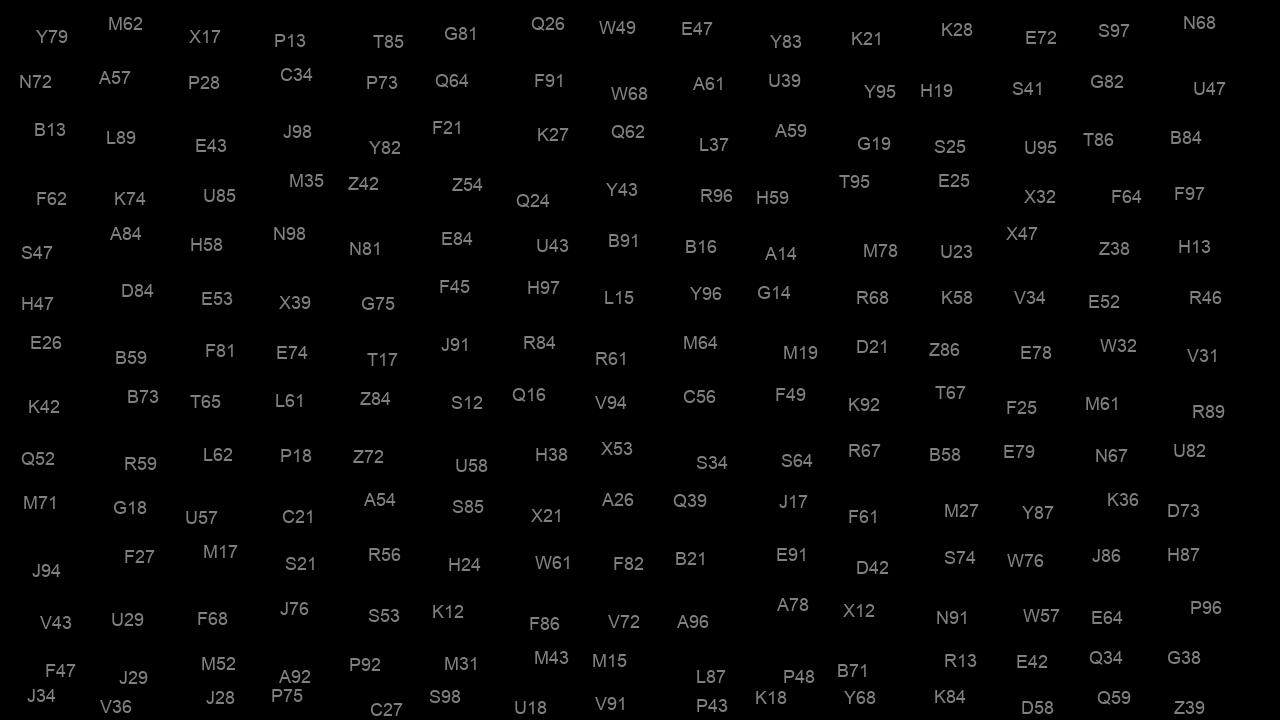 Y79 M62 X17 P13 T85 G81 Q26 W49 E47 Y83 K21 K28 E72 S97 N68
N72 A57 P28 C34 P73 Q64 F91 W68 A61 U39 Y95 H19 S41 G82 U47
B13 L89 E43 J98 Y82 F21 K27 Q62 L37 A59 G19 S25 U95 T86 B84
F62 K74 U85 M35 Z42 Z54 Q24 Y43 R96 H59 T95 E25 X32 F64 F97
S47 A84 H58 N98 N81 E84 U43 B91 B16 A14 M78 U23 X47 Z38 H13
H47 D84 E53 X39 G75 F45 H97 L15 Y96 G14 R68 K58 V34 E52 R46
E26 B59 F81 E74 T17 J91 R84 R61 M64 M19 D21 Z86 E78 W32 V31
K42 B73 T65 L61 Z84 S12 Q16 V94 C56 F49 K92 T67 F25 M61 R89
Q52 R59 L62 P18 Z72 U58 H38 X53 S34 S64 R67 B58 E79 N67 U82
M71 G18 U57 C21 A54 S85 X21 A26 Q39 J17 F61 M27 Y87 K36 D73
J94 F27 M17 S21 R56 H24 W61 F82 B21 E91 D42 S74 W76 J86 H87
V43 U29 F68 J76 S53 K12 F86 V72 A96 A78 X12 N91 W57 E64 P96
F47 J29 M52 A92 P92 M31 M43 M15 L87 P48 B71 R13 E42 Q34 G38
J34 V36 J28 P75 C27 S98 U18 V91 P43 K18 Y68 K84 D58 Q59 Z39